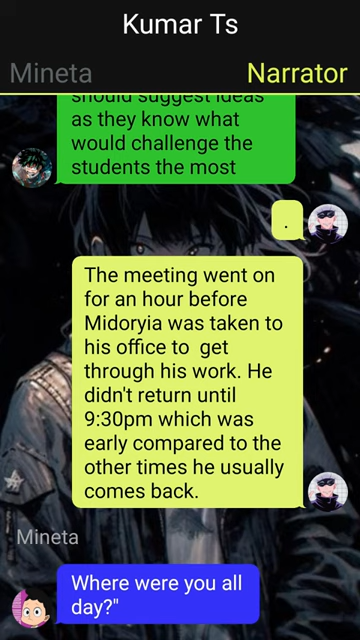 Kumar Ts
Mineta
Narrator
should suggest ideas
as they know what
would challenge the
students the most
.
The meeting went on
for an hour before
Midoryia was taken to
his office to  get
through his work. He
didn't return until
9:30pm which was
early compared to the
other times he usually
comes back.
Mineta
Where were you all
day?"